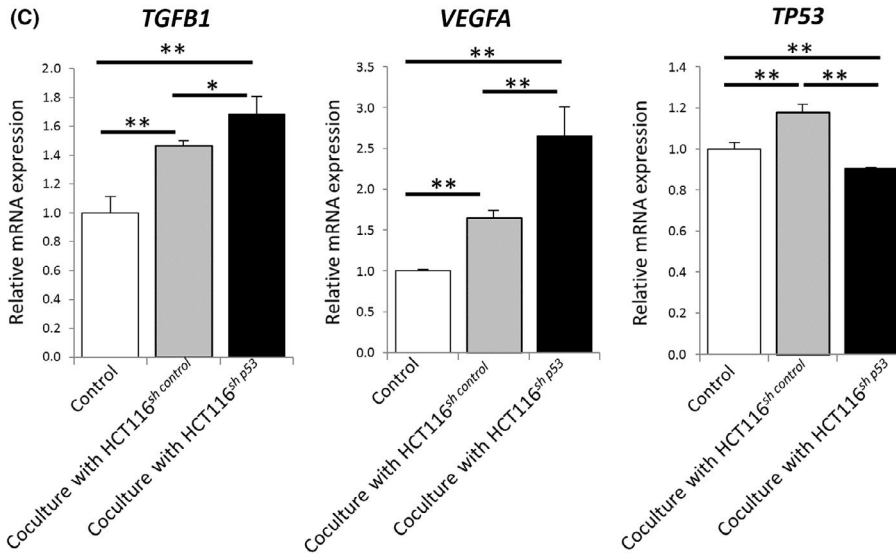 (C)
TGFB1
Relative mRNA expression
2.0
1.8
1.6
1.4
1.2
1.0
0.8
0.6
0.4
0.2
0.0
**
**
*
Control
Coculture with HCT116sh control
Coculture with HCT116sh p53
VEGFA
Relative mRNA expression
3.5
3.0
2.5
2.0
1.5
1.0
0.5
0.0
**
**
**
Control
Coculture with HCT116sh control
Coculture with HCT116sh p53
TP53
Relative mRNA expression
1.4
1.2
1.0
0.8
0.6
0.4
0.2
0.0
**
**
**
Control
Coculture with HCT116sh control
Coculture with HCT116sh p53